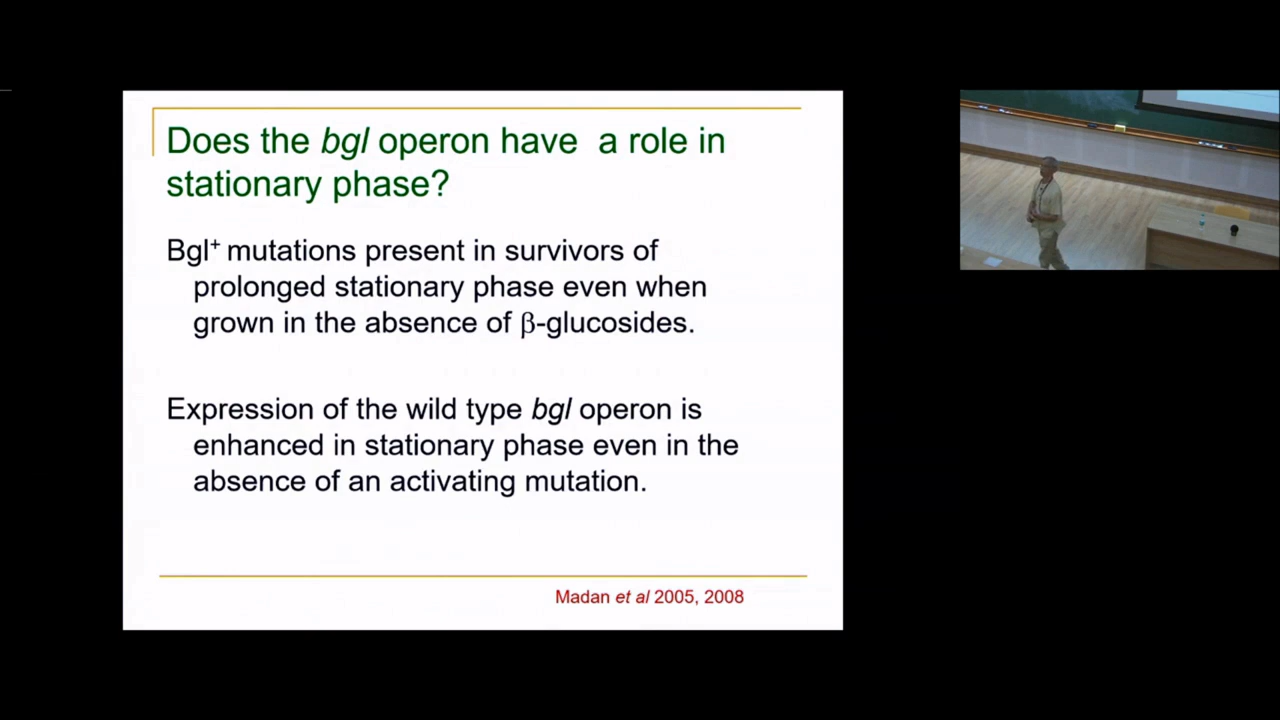 Does the bgl operon have a role in
stationary phase?
Bgl+ mutations present in survivors of
prolonged stationary phase even when
grown in the absence of β-glucosides.
Expression of the wild type bgl operon is
enhanced in stationary phase even in the
absence of an activating mutation.
Madan et al 2005, 2008